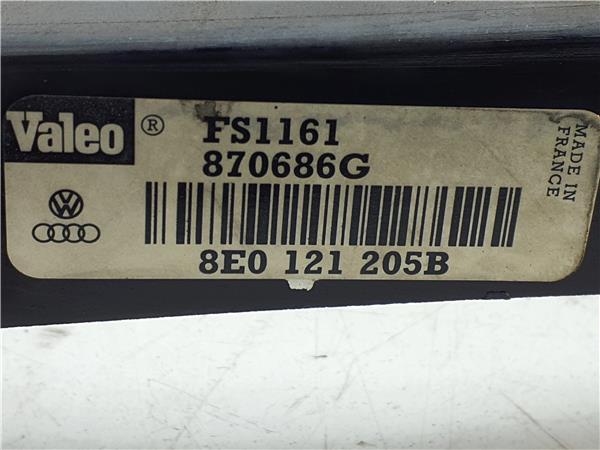 Valeo ® FS1161
870686G
8E0 121 205B
MADE IN
FRANCE